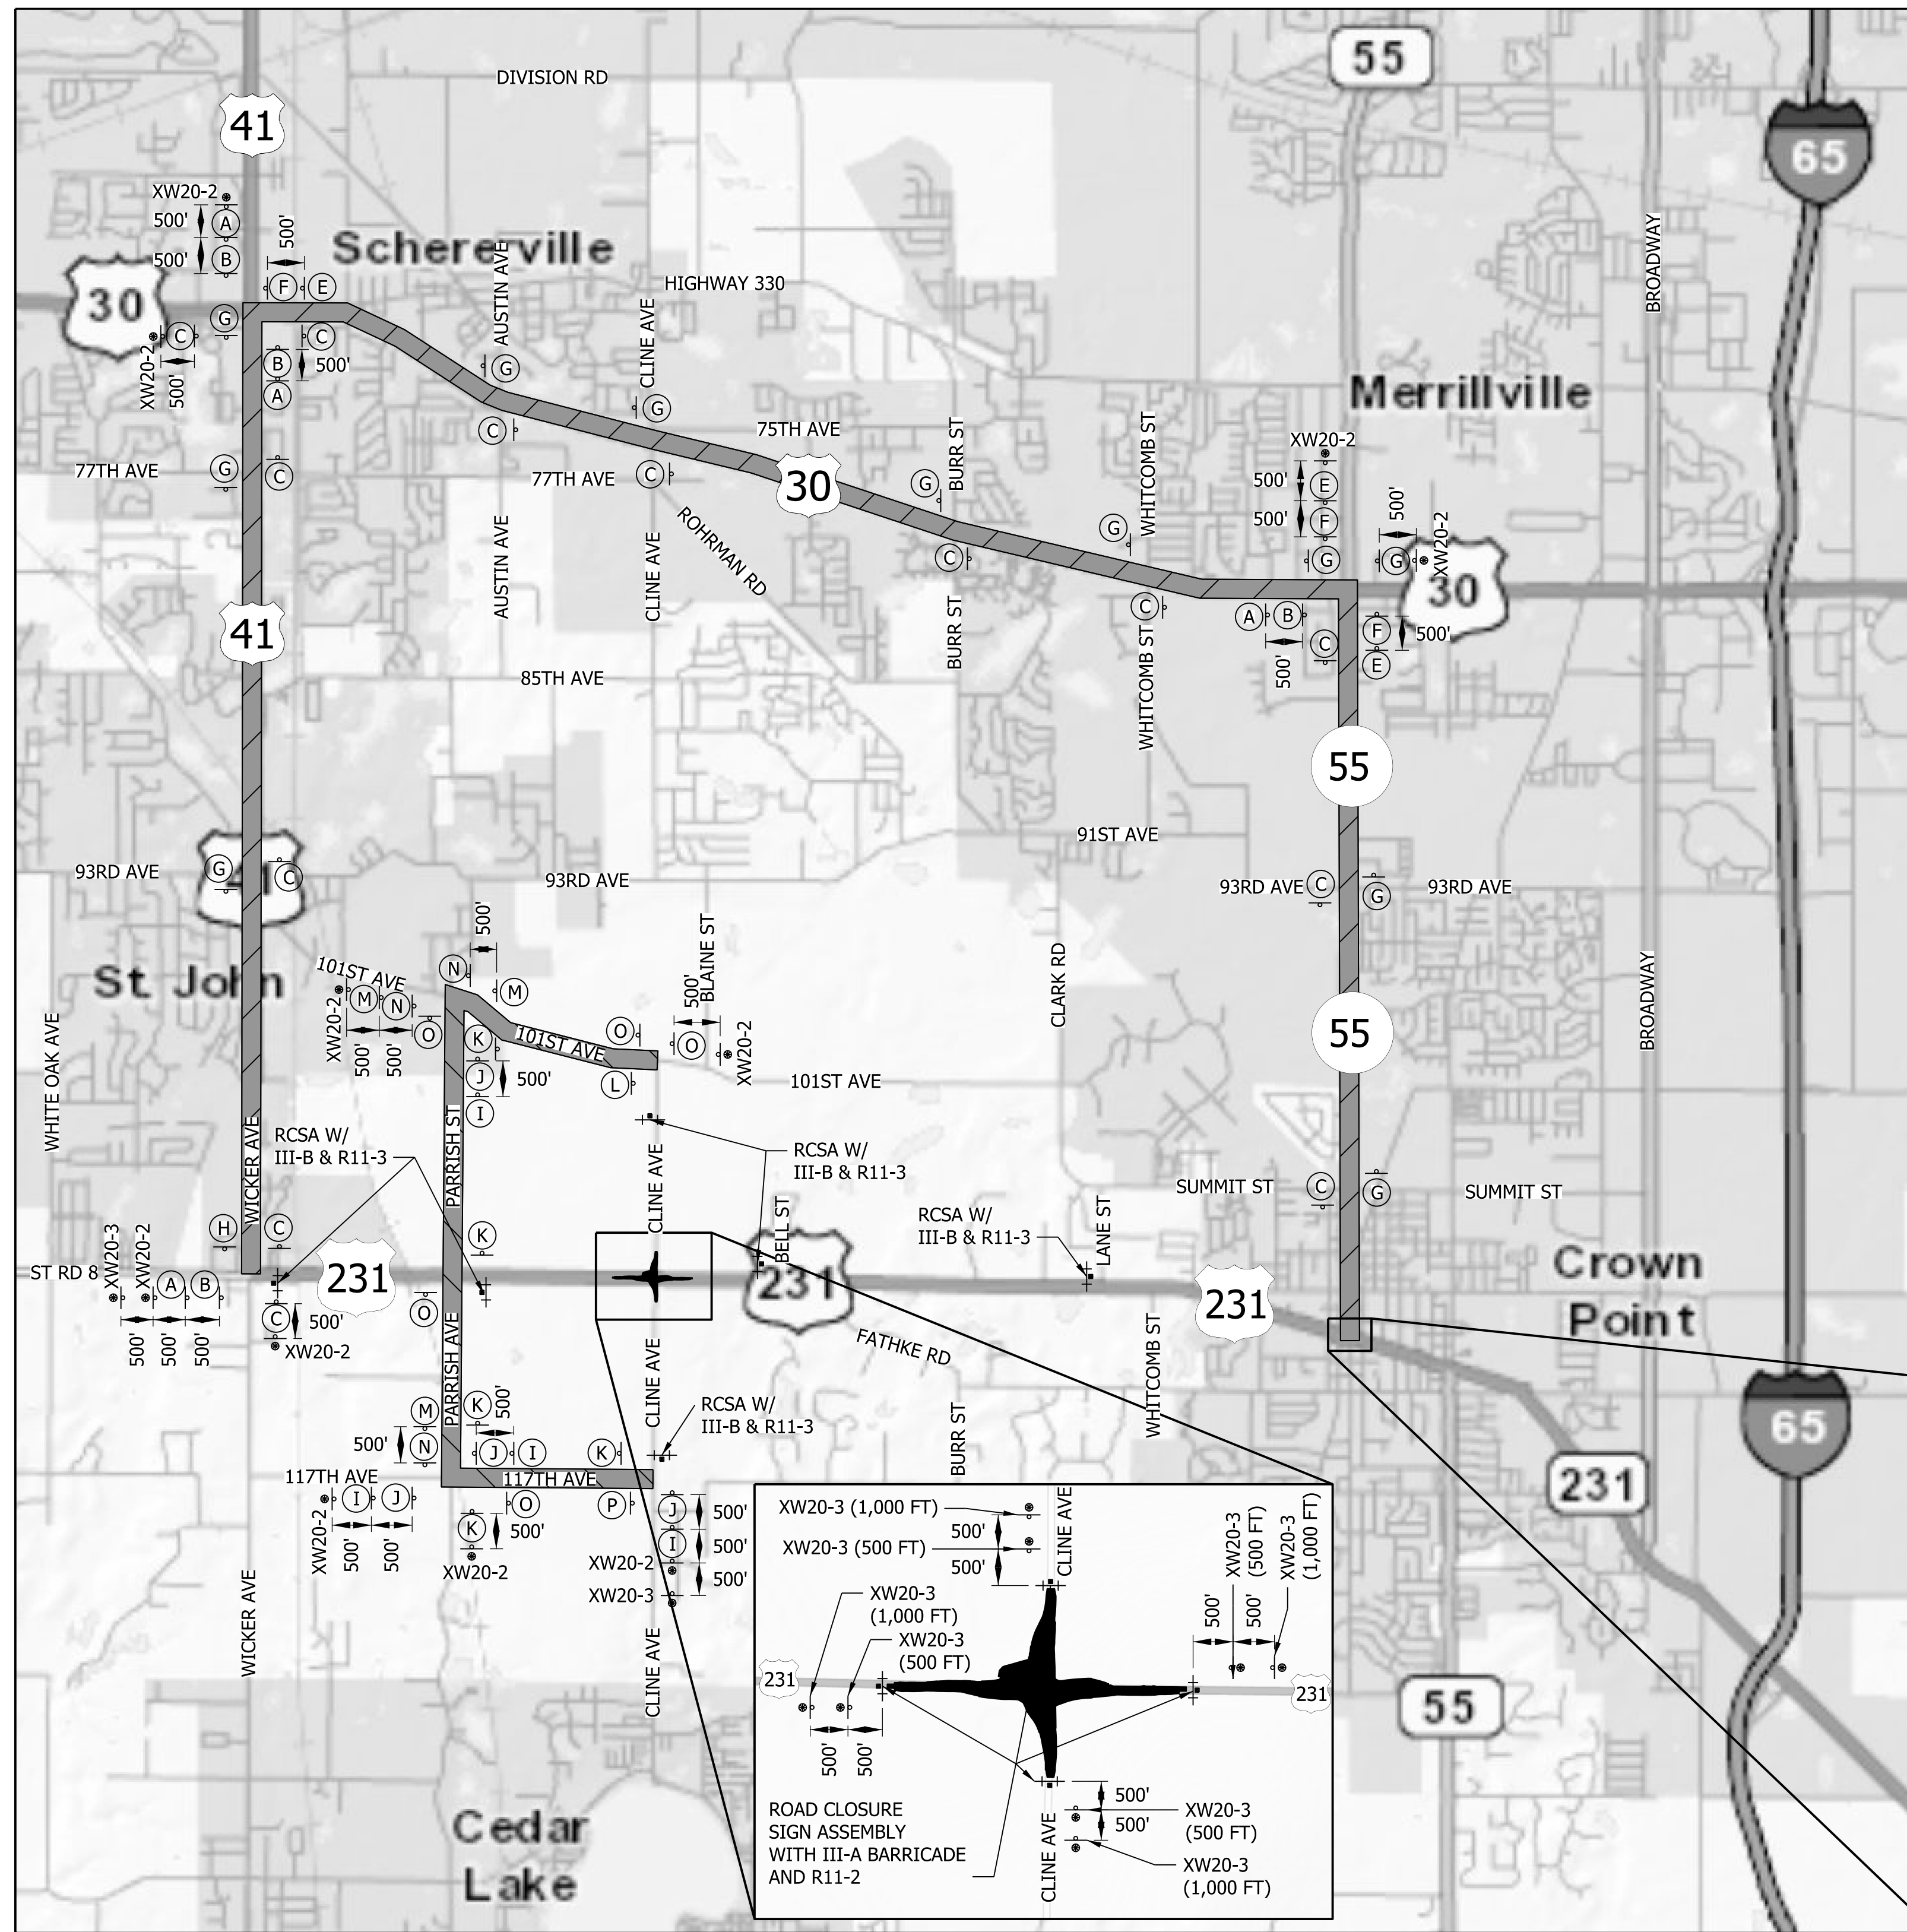 DIVISION RD
55
41
65
XW20-2
500'
A
500'
B
500'
Schererville
AUSTIN AVE
HIGHWAY 330
BROADWAY
30
F
E
G
CLINE AVE
C
XW20-2
500'
C
B
500'
A
G
G
Merrillville
C
75TH AVE
BURR ST
WHITCOMB ST
XW20-2
77TH AVE
G
C
77TH AVE
C
30
G
500'
E
500'
XW20-2
500'
F
AUSTIN AVE
CLINE AVE
ROHRMAN RD
G
C
G
G
30
BURR ST
C
A
B
C
500'
F
500'
E
41
WHITCOMB ST
85TH AVE
55
91ST AVE
93RD AVE
G
41
C
93RD AVE
93RD AVE
C
G
93RD AVE
500'
BLAINE ST
CLARK RD
BROADWAY
St. John
101ST AVE
N
M
500'
XW20-2
M
N
500'
500'
O
K
101ST AVE
O
O
XW20-2
55
WHITE OAK AVE
J
500'
L
101ST AVE
I
WICKER AVE
RCSA W/
III-B & R11-3
PARRISH ST
CLINE AVE
RCSA W/
III-B & R11-3
SUMMIT ST
C
G
SUMMIT ST
BELL ST
RCSA W/
III-B & R11-3
LANE ST
XW20-3
XW20-2
H
C
K
Crown
Point
ST RD 8
A
B
231
231
231
500'
500'
500'
C
500'
XW20-2
O
PARRISH AVE
CLINE AVE
FATHKE RD
WHITCOMB ST
M
K
500'
RCSA W/
III-B & R11-3
BURR ST
65
500'
N
J
I
K
117TH AVE
117TH AVE
231
XW20-2
I
J
500'
500'
O
P
J
500'
K
500'
I
500'
XW20-2
XW20-2
500'
XW20-3
WICKER AVE
CLINE AVE
XW20-3 (1,000 FT)
500'
XW20-3 (500 FT)
500'
CLINE AVE
XW20-3
(500 FT)
XW20-3
(1,000 FT)
500'
500'
XW20-3
(1,000 FT)
XW20-3
(500 FT)
231
231
55
500'
500'
ROAD CLOSURE
SIGN ASSEMBLY
WITH III-A BARRICADE
AND R11-2
CLINE AVE
500'
500'
XW20-3
(500 FT)
XW20-3
(1,000 FT)
Cedar
Lake